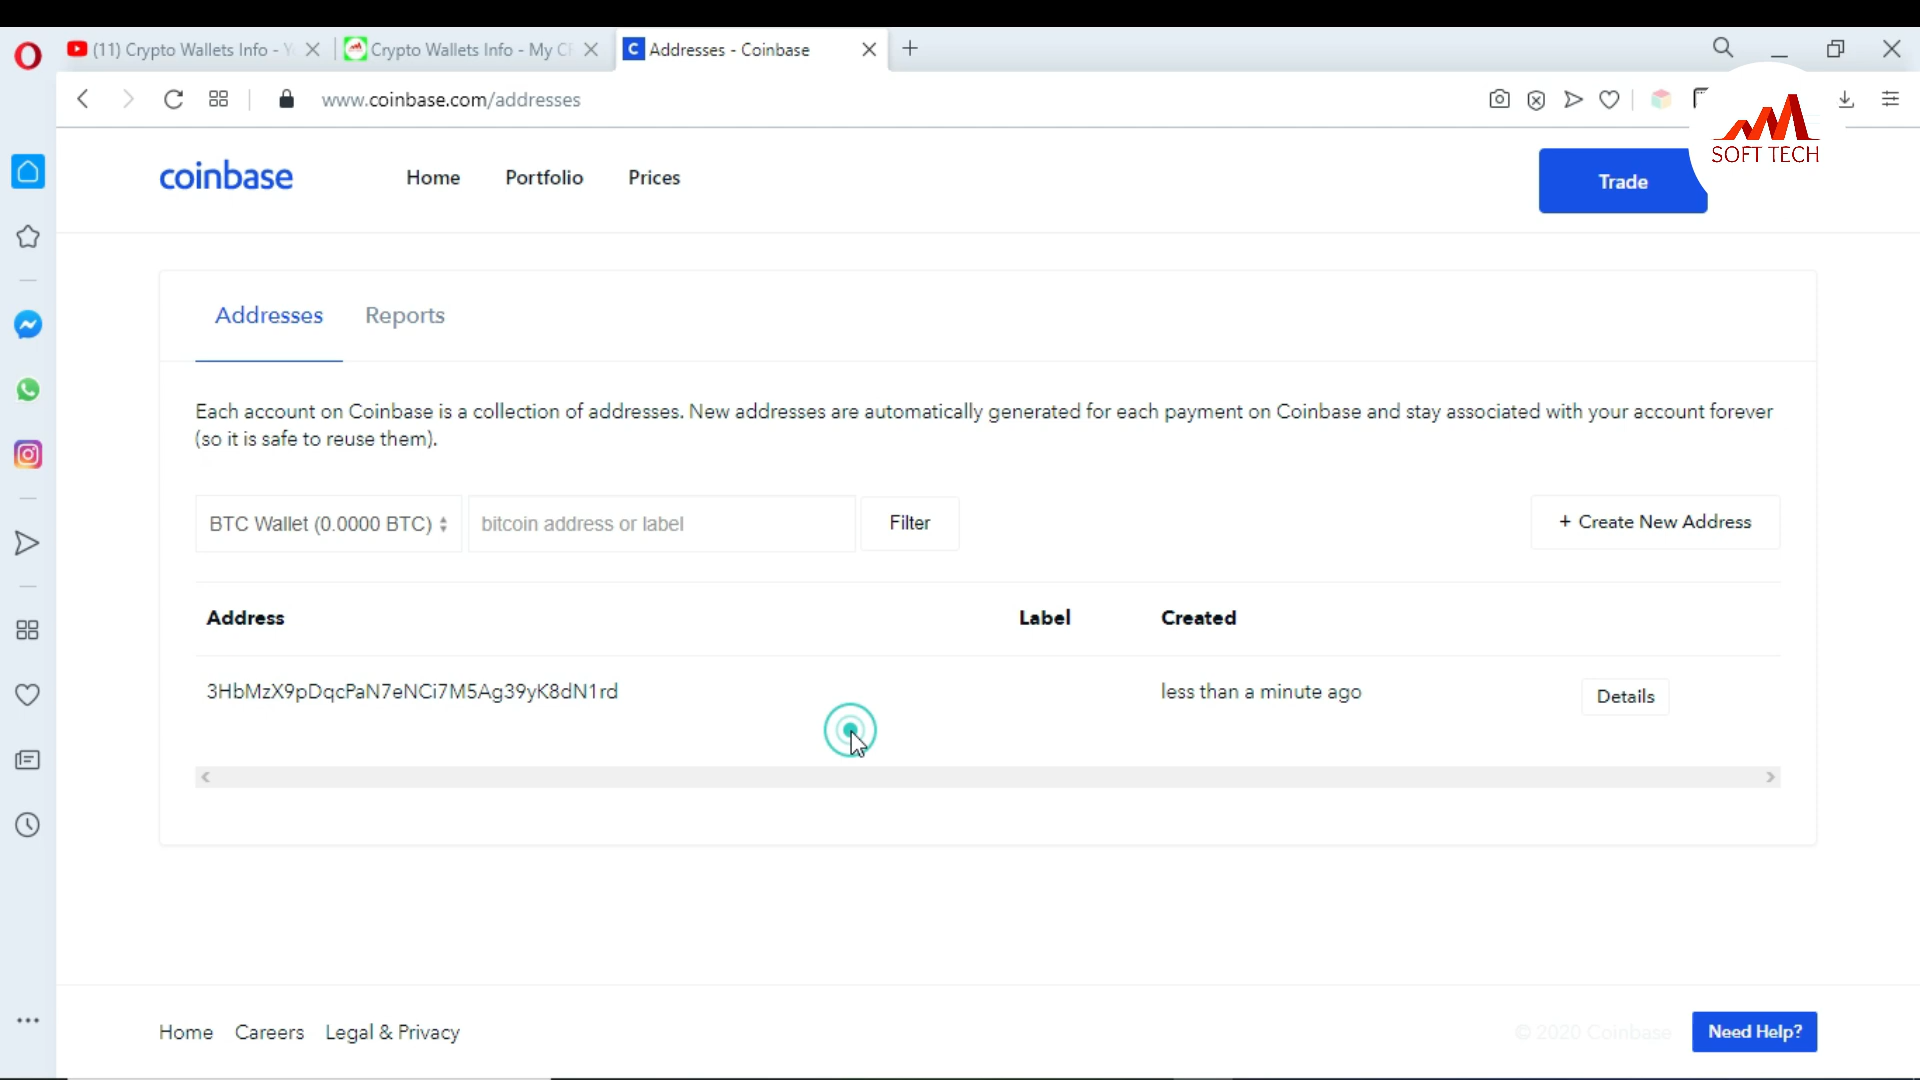 (11) Crypto Wallets Info - Y
Crypto Wallets Info - My C
Addresses - Coinbase
www.coinbase.com/addresses
SOFT TECH
coinbase
Home
Portfolio
Prices
Trade
Addresses
Reports
Each account on Coinbase is a collection of addresses. New addresses are automatically generated for each payment on Coinbase and stay associated with your account forever
(so it is safe to reuse them).
BTC Wallet (0.0000 BTC)
bitcoin address or label
Filter
+ Create New Address
Address
Label
Created
3HbMzX9pDqcPaN7eNCi7M5Ag39yK8dN1rd
less than a minute ago
Details
Home
Careers
Legal & Privacy
© 2020 Coinbase
Need Help?